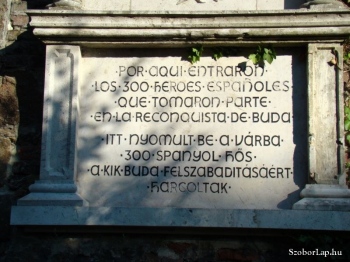 ·POR·AQUI·ENTRARON·
LOS·300·HEROES·ESPAÑOLES
QUE·TOMARON·PARTE·
EN·LA·RECONQUISTA·DE·BUDA
·ITT·NYOMULT·BE·A·VÁRBA·
·300·SPANYOL·HŐS·
A·KIK·BUDA·FELSZABADITÁSÁÉRT·
·HARCOLTAK·
SzoborLap.hu